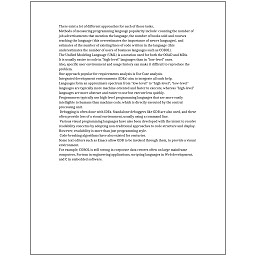 There exist a lot of different approaches for each of those tasks.
Methods of measuring programming language popularity include: counting the number of
job advertisements that mention the language, the number of books sold and courses
teaching the language (this overestimates the importance of newer languages), and
estimates of the number of existing lines of code written in the language (this
underestimates the number of users of business languages such as COBOL).
The Unified Modeling Language (UML) is a notation used for both the OOAD and MDA.
It is usually easier to code in "high-level" languages than in "low-level" ones.
Also, specific user environment and usage history can make it difficult to reproduce the
problem.
One approach popular for requirements analysis is Use Case analysis.
Integrated development environments (IDEs) aim to integrate all such help.
Languages form an approximate spectrum from "low-level" to "high-level"; "low-level"
languages are typically more machine-oriented and faster to execute, whereas "high-level"
languages are more abstract and easier to use but execute less quickly.
Programmers typically use high-level programming languages that are more easily
intelligible to humans than machine code, which is directly executed by the central
processing unit.
Debugging is often done with IDEs. Standalone debuggers like GDB are also used, and these
often provide less of a visual environment, usually using a command line.
Various visual programming languages have also been developed with the intent to resolve
readability concerns by adopting non-traditional approaches to code structure and display.
However, readability is more than just programming style.
Code-breaking algorithms have also existed for centuries.
Some text editors such as Emacs allow GDB to be invoked through them, to provide a visual
environment.
For example, COBOL is still strong in corporate data centers often on large mainframe
computers, Fortran in engineering applications, scripting languages in Web development,
and C in embedded software.